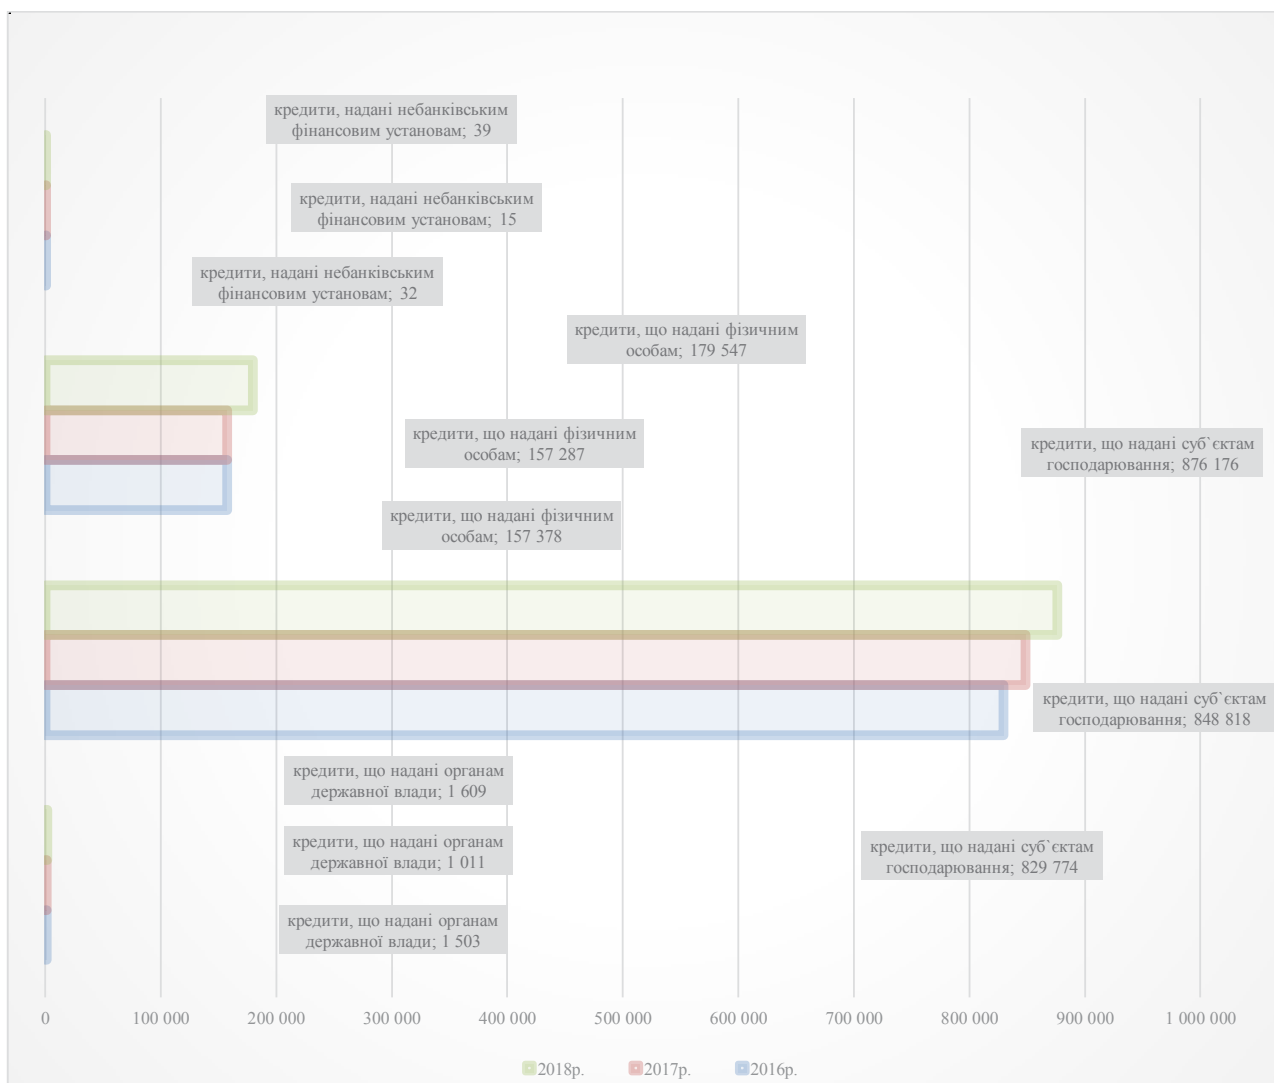 кредити, надані небанківським
фінансовим установам; 39
кредити, надані небанківським
фінансовим установам; 15
кредити, надані небанківським
фінансовим установам; 32
кредити, що надані фізичним
особам; 179 547
кредити, що надані фізичним
особам; 157 287
кредити, що надані суб`єктам
господарювання; 876 176
кредити, що надані фізичним
особам; 157 378
кредити, що надані суб`єктам
господарювання; 848 818
кредити, що надані органам
державної влади; 1 609
кредити, що надані органам
державної влади; 1 011
кредити, що надані суб`єктам
господарювання; 829 774
кредити, що надані органам
державної влади; 1 503
0 100 000 200 000 300 000 400 000 500 000 600 000 700 000 800 000 900 000 1 000 000
2018р. 2017р. 2016р.